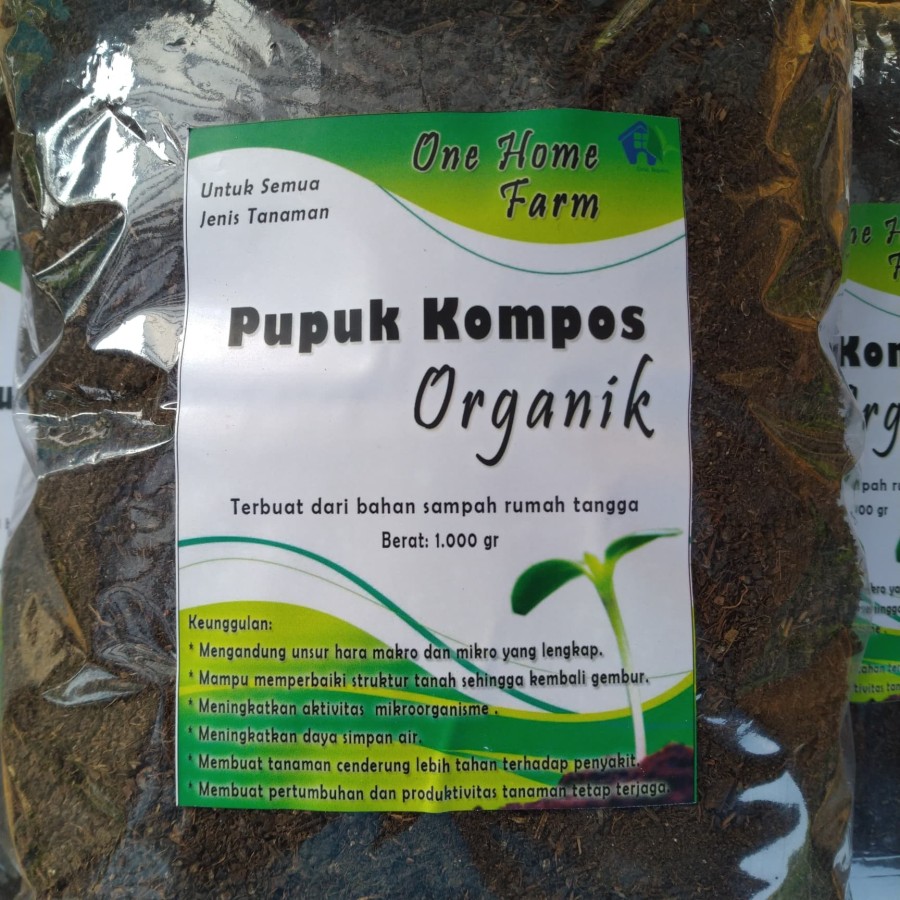 One Home
Farm
Untuk Semua
Jenis Tanaman
Pupuk Kompos
Organik
Terbuat dari bahan sampah rumah tangga
Berat: 1.000 gr
Keunggulan:
* Mengandung unsur hara makro dan mikro yang lengkap.
* Mampu memperbaiki struktur tanah sehingga kembali gembur.
* Meningkatkan aktivitas mikroorganisme .
* Meningkatkan daya simpan air.
* Membuat tanaman cenderung lebih tahan terhadap penyakit.
* Membuat pertumbuhan dan produktivitas tanaman tetap terjaga.